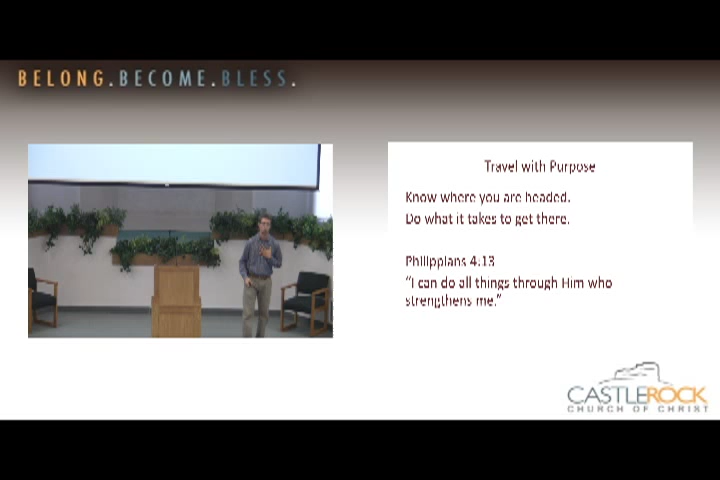 BELONG.BECOME.BLESS.
Travel with Purpose
Know where you are headed.
Do what it takes to get there.
Philippians 4:13
“I can do all things through Him who
strengthens me.”
CASTLEROCK
CHURCH OF CHRIST